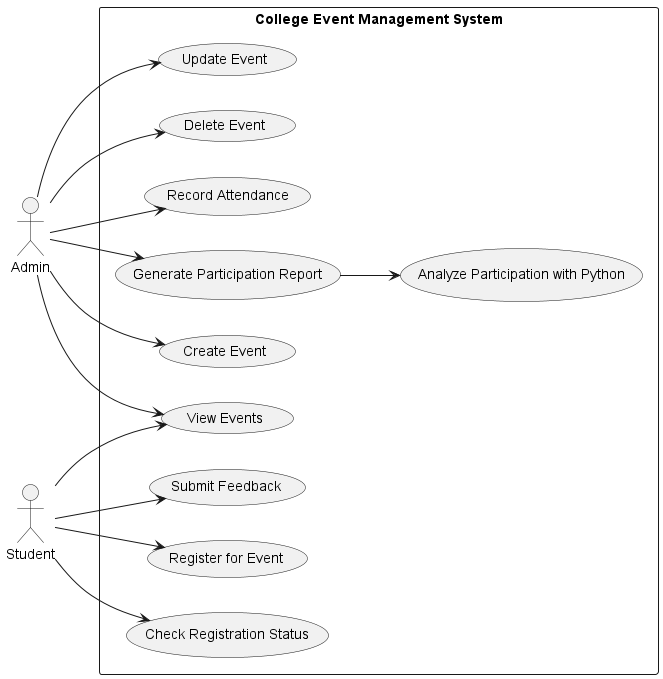 College Event Management System
Update Event
Delete Event
Record Attendance
Admin
Generate Participation Report
Analyze Participation with Python
Create Event
View Events
Submit Feedback
Student
Register for Event
Check Registration Status